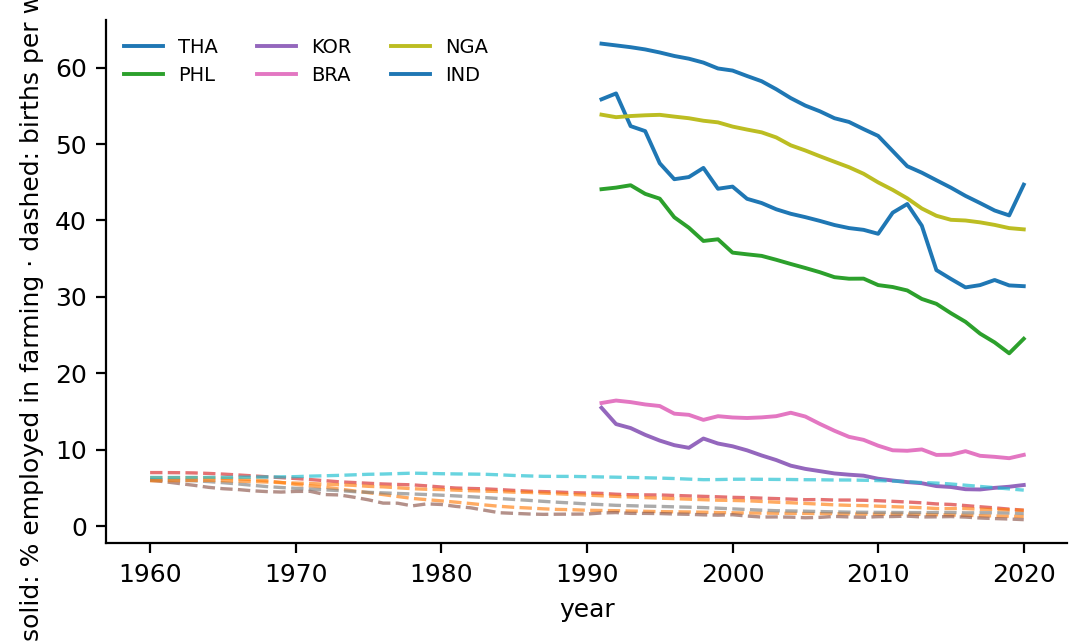 solid: % employed in farming · dashed: births per
THA KOR NGA
PHL BRA IND
60
50
40
30
20
10
0
1960 1970 1980 1990 2000 2010 2020
year